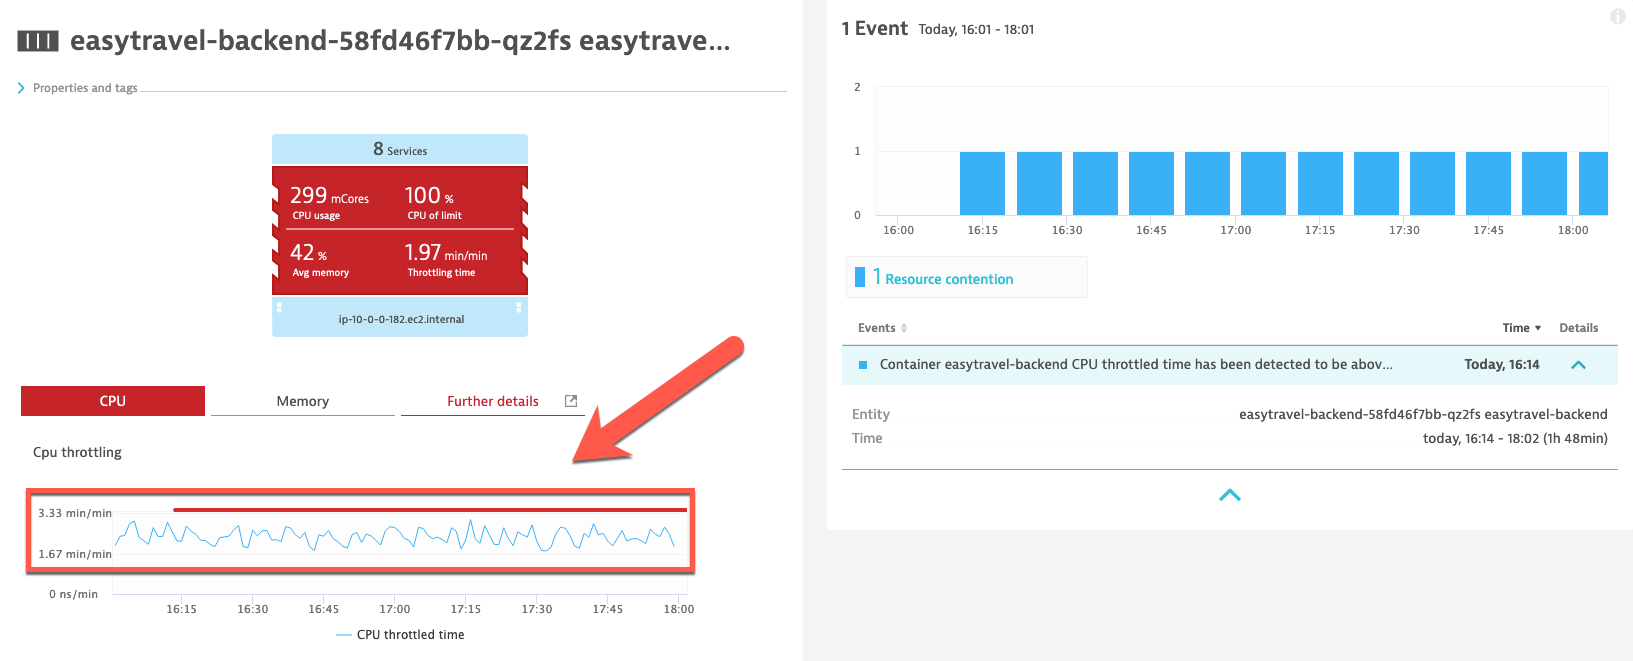 easytravel-backend-58fd46f7bb-qz2fs easytrave...
Properties and tags
8 Services
299 mCores
CPU usage
100 %
CPU of limit
42 %
Avg memory
1.97 min/min
Throttling time
ip-10-0-0-182.ec2.internal
CPU
Memory
Further details
Cpu throttling
3.33 min/min
1.67 min/min
0 ns/min
16:15 16:30 16:45 17:00 17:15 17:30 17:45 18:00
CPU throttled time
1 Event Today, 16:01 - 18:01
i
2
1
0
16:00 16:15 16:30 16:45 17:00 17:15 17:30 17:45 18:00
1 Resource contention
Events Time Details
Container easytravel-backend CPU throttled time has been detected to be abov... Today, 16:14
Entity easytravel-backend-58fd46f7bb-qz2fs easytravel-backend
Time today, 16:14 - 18:02 (1h 48min)